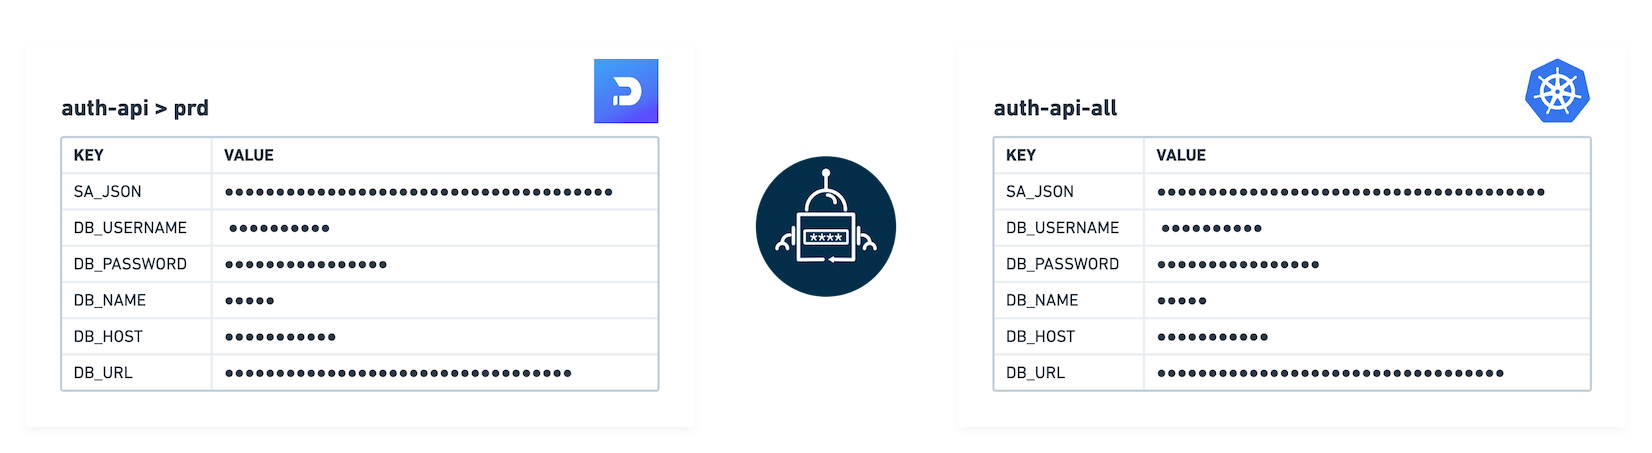 auth-api > prd
KEY VALUE
SA_JSON ••••••••••••••••••••••••••••••••••••••
DB_USERNAME ••••••••••
DB_PASSWORD ••••••••••••••••
DB_NAME •••••
DB_HOST •••••••••••
DB_URL ••••••••••••••••••••••••••••••••••
****
auth-api-all
KEY VALUE
SA_JSON ••••••••••••••••••••••••••••••••••••••
DB_USERNAME ••••••••••
DB_PASSWORD ••••••••••••••••
DB_NAME •••••
DB_HOST •••••••••••
DB_URL ••••••••••••••••••••••••••••••••••